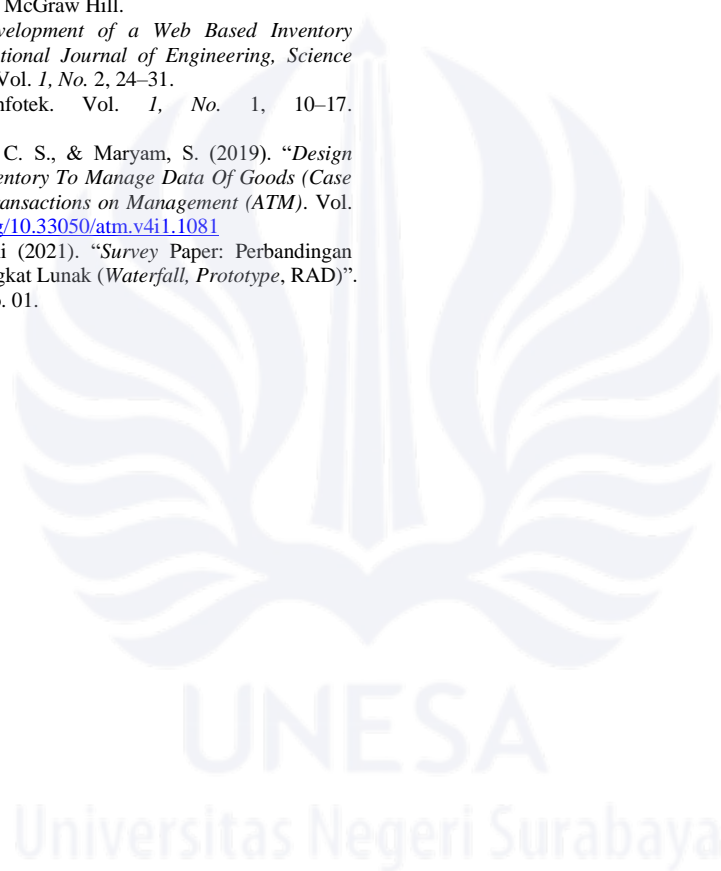 McGraw Hill.
velopment of a Web Based Inventory
tional Journal of Engineering, Science
Vol. 1, No. 2, 24–31.
nfotek. Vol. 1, No. 1, 10–17.
C. S., & Maryam, S. (2019). “Design
entory To Manage Data Of Goods (Case
ransactions on Management (ATM). Vol.
g/10.33050/atm.v4i1.1081
i (2021). “Survey Paper: Perbandingan
gkat Lunak (Waterfall, Prototype, RAD)”.
o. 01.
UNESA
Universitas Negeri Surabaya